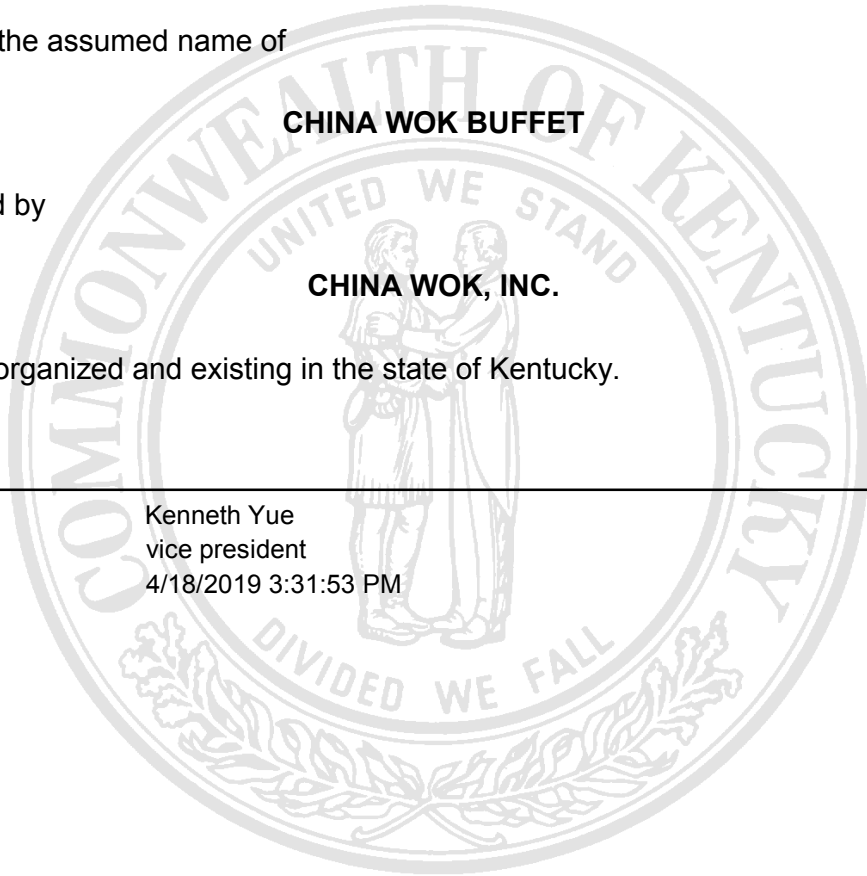 the assumed name of
CHINA WOK BUFFET
d by
CHINA WOK, INC.
organized and existing in the state of Kentucky.
Kenneth Yue
vice president
4/18/2019 3:31:53 PM
COMMONWEALTH OF KENTUCKY
UNITED WE STAND
DIVIDED WE FALL